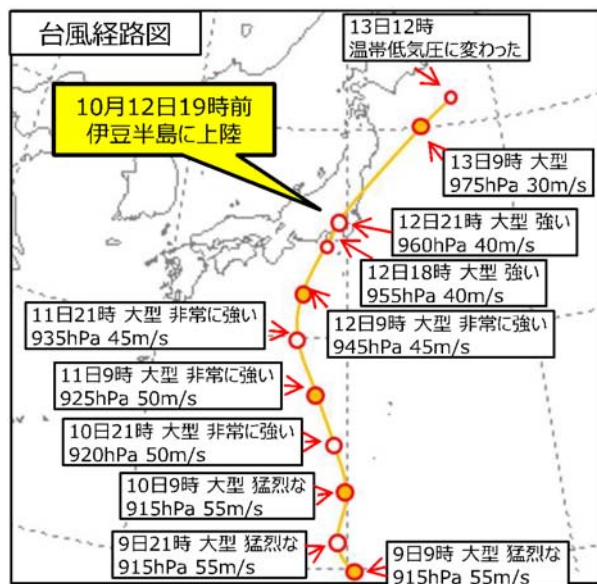 台風経路図
13日12時
温帯低気圧に変わった
10月12日19時前
伊豆半島に上陸
13日9時 大型
975hPa 30m/s
12日21時 大型 強い
960hPa 40m/s
12日18時 大型 強い
955hPa 40m/s
11日21時 大型 非常に強い
935hPa 45m/s
12日9時 大型 非常に強い
945hPa 45m/s
11日9時 大型 非常に強い
925hPa 50m/s
10日21時 大型 非常に強い
920hPa 50m/s
10日9時 大型 猛烈な
915hPa 55m/s
9日21時 大型 猛烈な
915hPa 55m/s
9日9時 大型 猛烈な
915hPa 55m/s